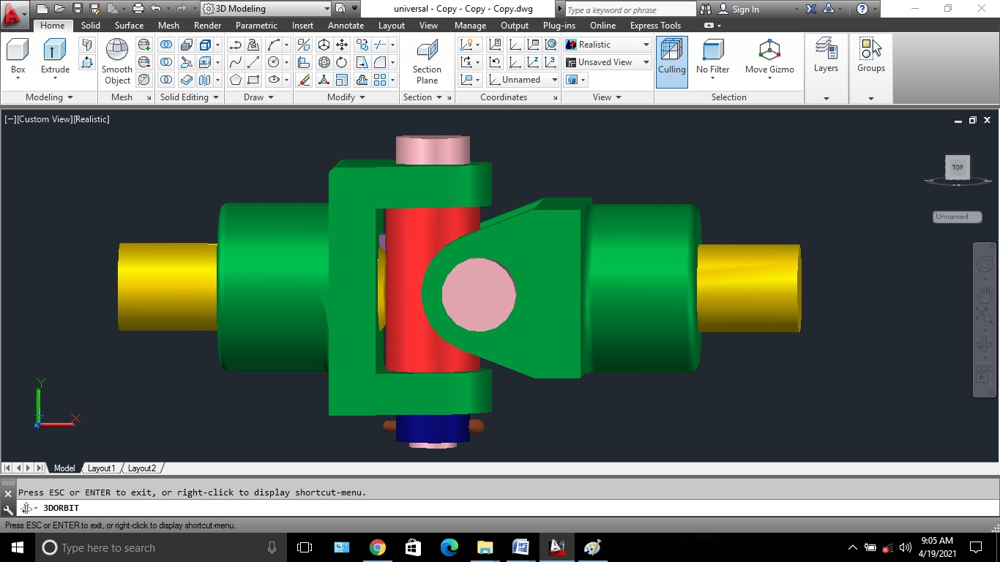 3D Modeling universal - Copy - Copy - Copy.dwg Type a keyword or phrase Sign In
Home Solid Surface Mesh Render Parametric Insert Annotate Layout View Manage Output Plug-ins Online Express Tools
Box Extrude Smooth Object Section Plane Unnamed Realistic Unsaved View Culling No Filter Move Gizmo Layers Groups
Modeling Mesh Solid Editing Draw Modify Section Coordinates View Selection
[−][Custom View][Realistic]
TOP
Unnamed
Y
X
Model Layout1 Layout2
Press ESC or ENTER to exit, or right-click to display shortcut-menu.
3DORBIT
Press ESC or ENTER to exit, or right-click to display shortcut-menu.
Type here to search
9:05 AM
4/19/2021